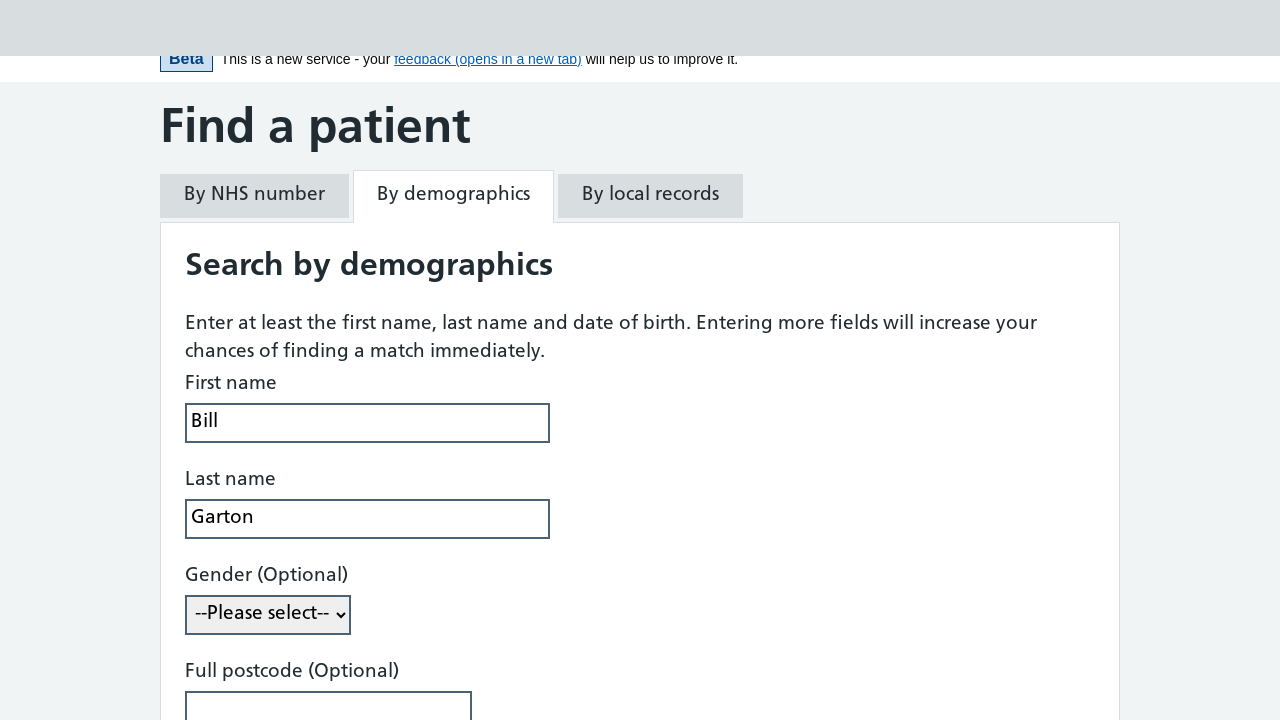 Beta This is a new service - your feedback (opens in a new tab) will help us to improve it.
Find a patient
By NHS number By demographics By local records
Search by demographics
Enter at least the first name, last name and date of birth. Entering more fields will increase your
chances of finding a match immediately.
First name
Bill
Last name
Garton
Gender (Optional)
--Please select--
Full postcode (Optional)